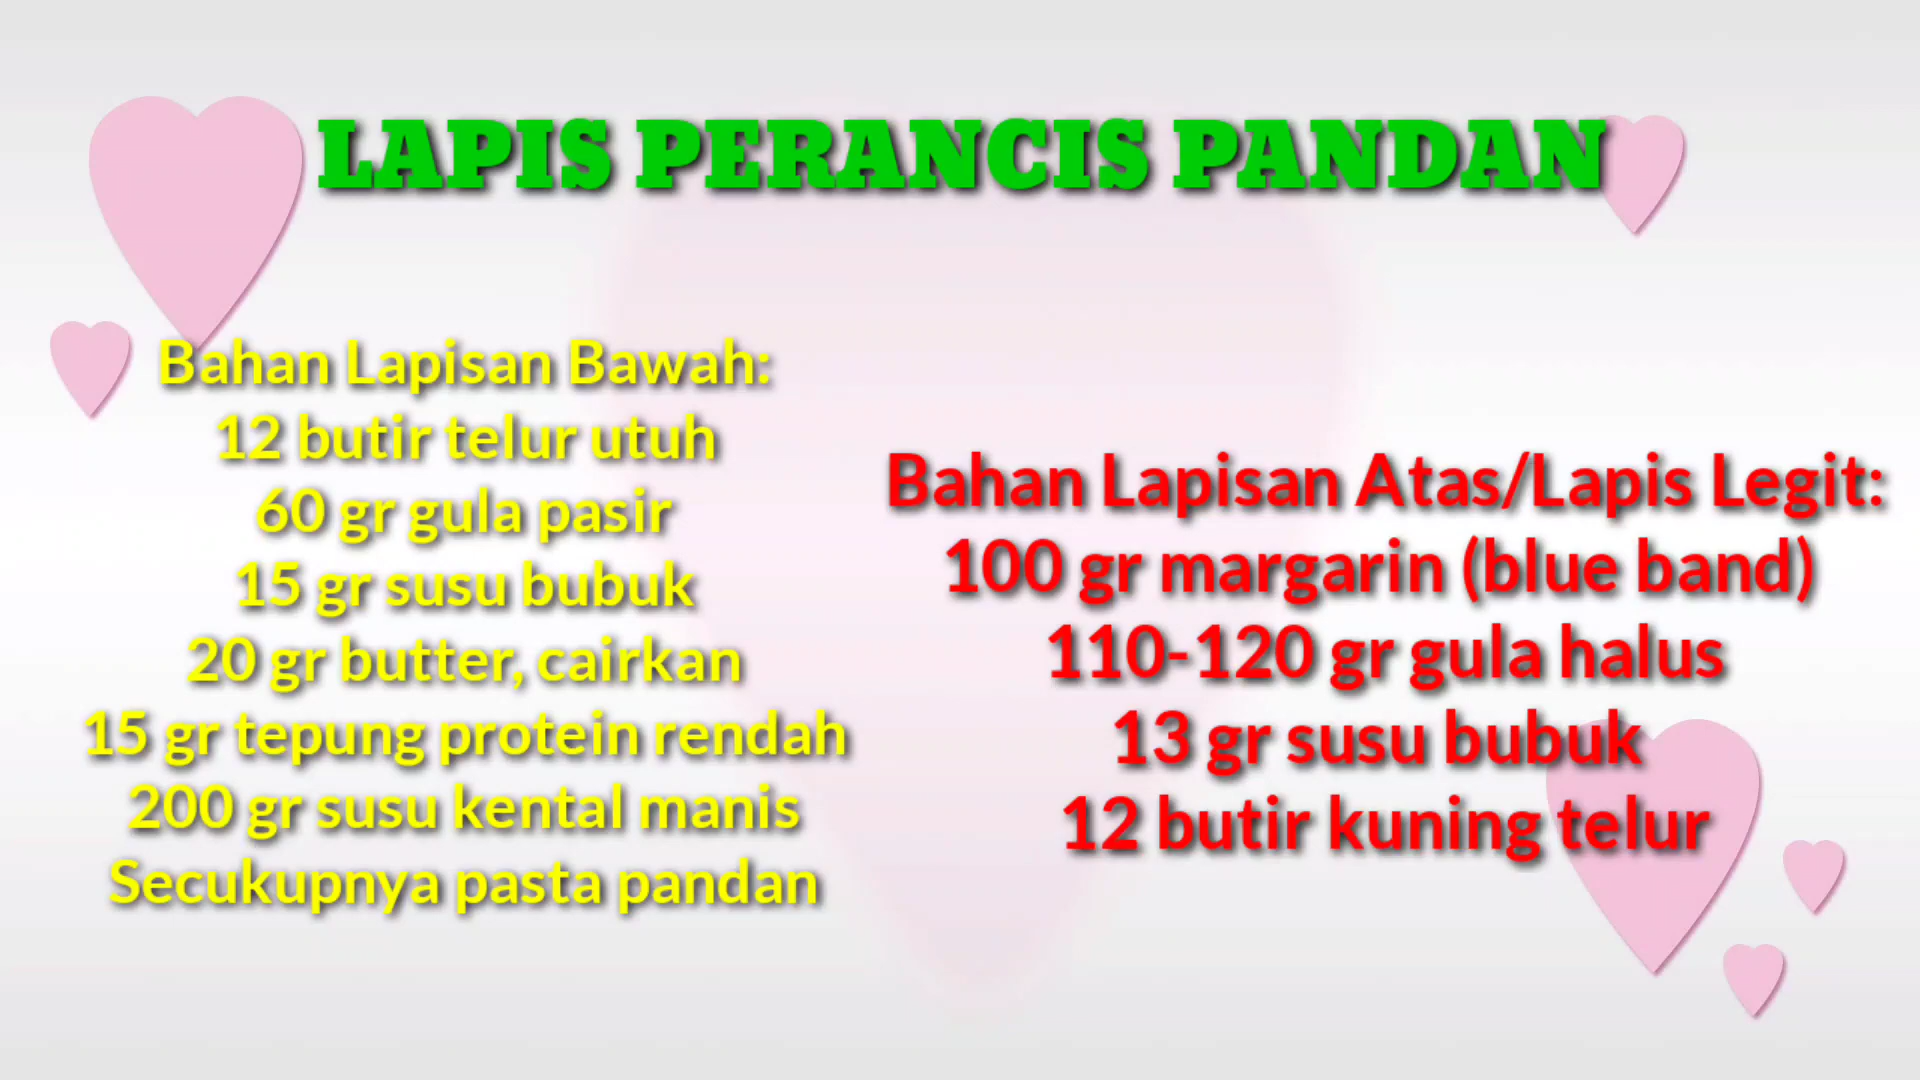 LAPIS PERANCIS PANDAN
Bahan Lapisan Bawah:
12 butir telur utuh
60 gr gula pasir
15 gr susu bubuk
20 gr butter, cairkan
15 gr tepung protein rendah
200 gr susu kental manis
Secukupnya pasta pandan
Bahan Lapisan Atas/Lapis Legit:
100 gr margarin (blue band)
110-120 gr gula halus
13 gr susu bubuk
12 butir kuning telur